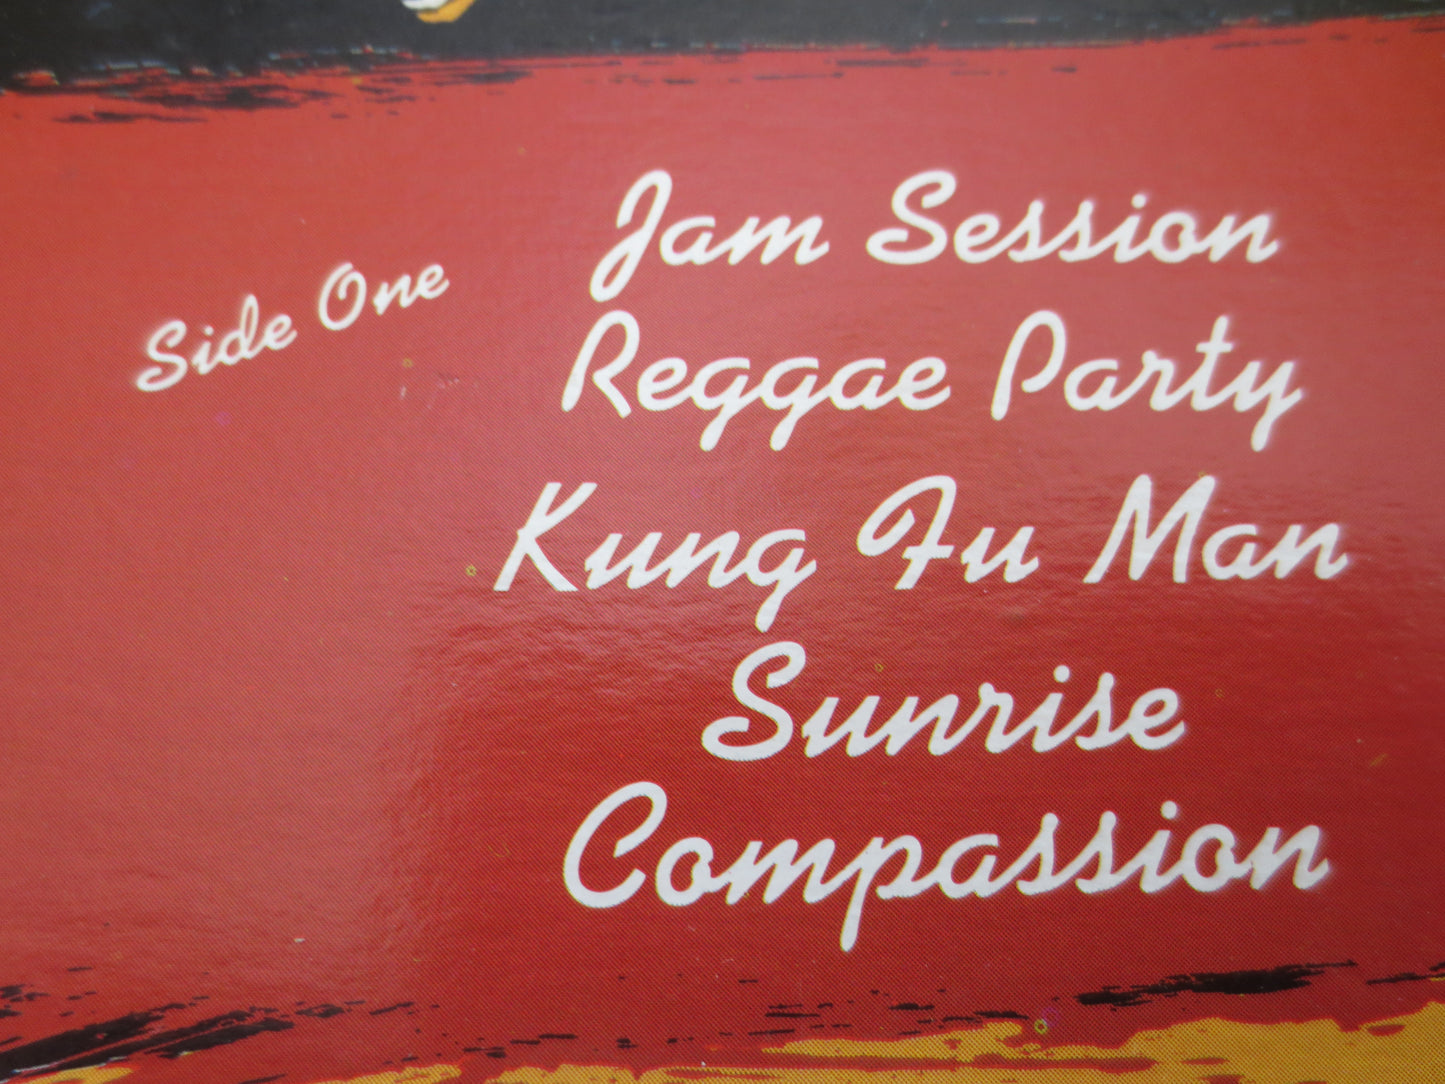 Side One
Jam Session
Reggae Party
Kung Fu Man
Sunrise
Compassion